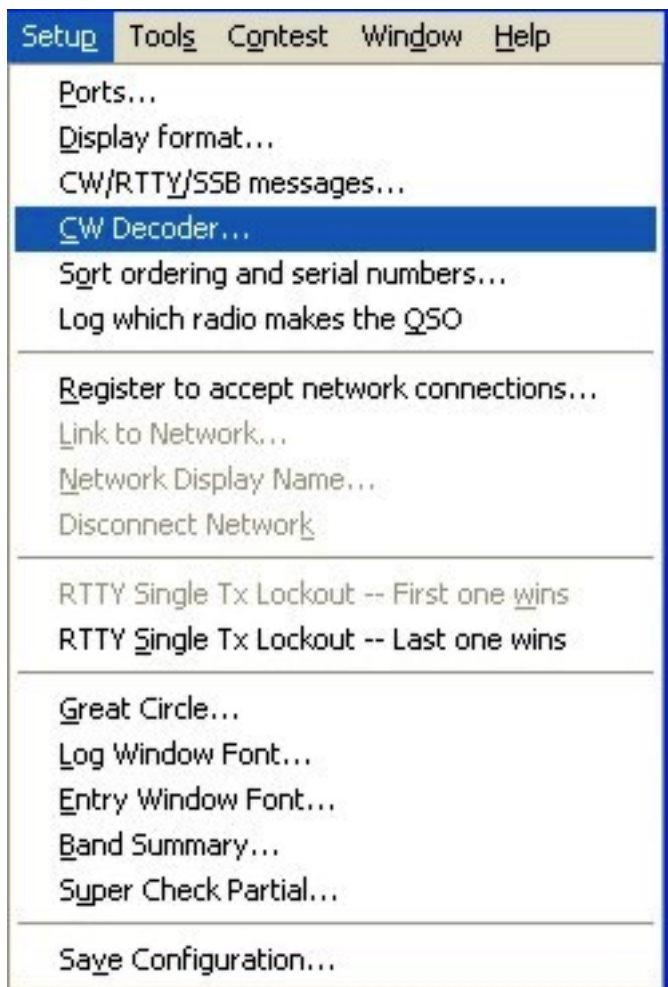 Setup Tools Contest Window Help
Ports...
Display format...
CW/RTTY/SSB messages...
CW Decoder...
Sort ordering and serial numbers...
Log which radio makes the QSO
Register to accept network connections...
Link to Network...
Network Display Name...
Disconnect Network
RTTY Single Tx Lockout -- First one wins
RTTY Single Tx Lockout -- Last one wins
Great Circle...
Log Window Font...
Entry Window Font...
Band Summary...
Super Check Partial...
Save Configuration...